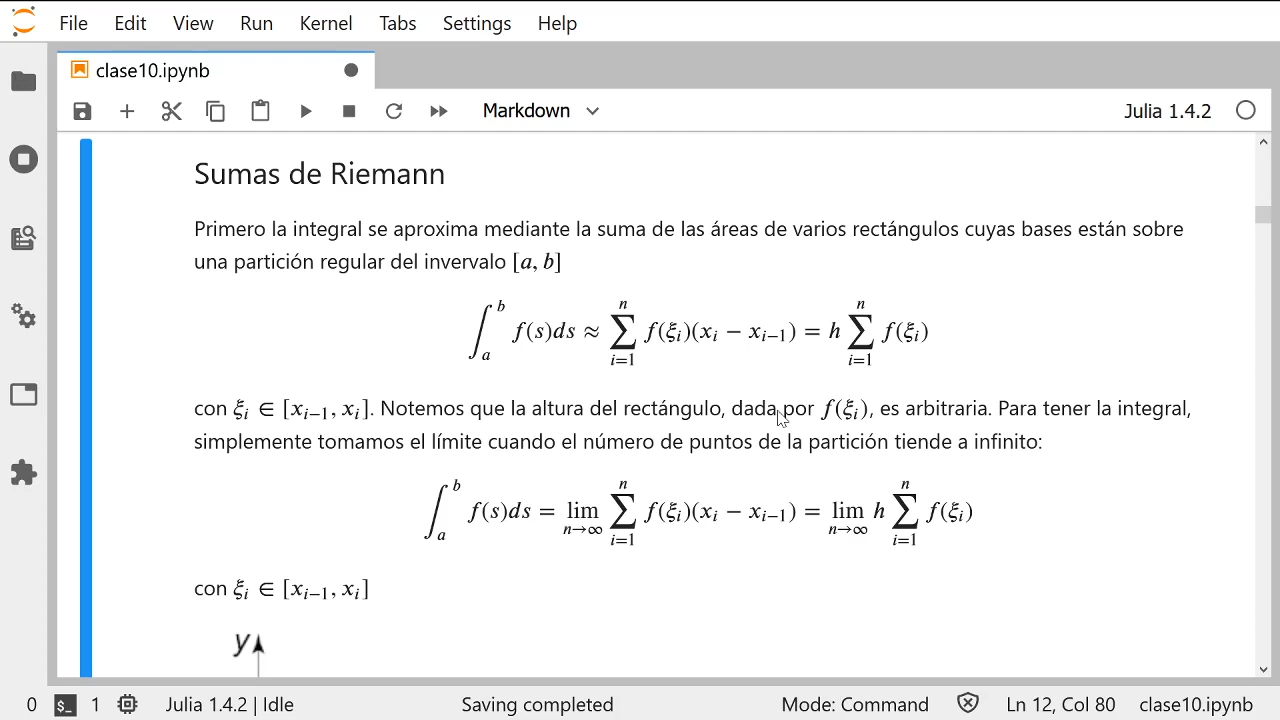 File Edit View Run Kernel Tabs Settings Help
clase10.ipynb
Markdown
Julia 1.4.2
Sumas de Riemann
Primero la integral se aproxima mediante la suma de las áreas de varios rectángulos cuyas bases están sobre
una partición regular del invervalo [a, b]
∫_a^b f(s)ds ≈ ∑_{i=1}^n f(ξ_i)(x_i − x_{i−1}) = h ∑_{i=1}^n f(ξ_i)
con ξ_i ∈ [x_{i−1}, x_i]. Notemos que la altura del rectángulo, dada por f(ξ_i), es arbitraria. Para tener la integral,
simplemente tomamos el límite cuando el número de puntos de la partición tiende a infinito:
∫_a^b f(s)ds = lim_{n→∞} ∑_{i=1}^n f(ξ_i)(x_i − x_{i−1}) = lim_{n→∞} h ∑_{i=1}^n f(ξ_i)
con ξ_i ∈ [x_{i−1}, x_i]
y
0 $_ 1 Julia 1.4.2 | Idle Saving completed Mode: Command Ln 12, Col 80 clase10.ipynb